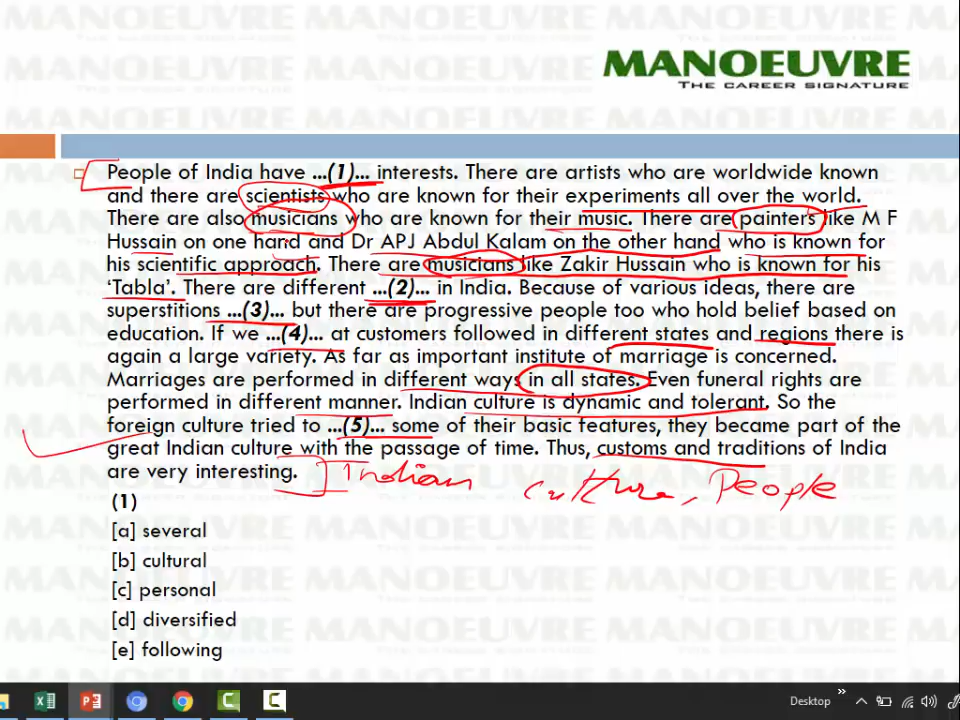 MANOEUVRE
THE CAREER SIGNATURE
People of India have ...(1)... interests. There are artists who are worldwide known
and there are scientists who are known for their experiments all over the world.
There are also musicians who are known for their music. There are painters like M F
Hussain on one hand and Dr APJ Abdul Kalam on the other hand who is known for
his scientific approach. There are musicians like Zakir Hussain who is known for his
‘Tabla’. There are different ...(2)... in India. Because of various ideas, there are
superstitions ...(3)... but there are progressive people too who hold belief based on
education. If we ...(4)... at customers followed in different states and regions there is
again a large variety. As far as important institute of marriage is concerned.
Marriages are performed in different ways in all states. Even funeral rights are
performed in different manner. Indian culture is dynamic and tolerant. So the
foreign culture tried to ...(5)... some of their basic features, they became part of the
great Indian culture with the passage of time. Thus, customs and traditions of India
are very interesting.
Indian culture, People
(1)
[a] several
[b] cultural
[c] personal
[d] diversified
[e] following
Desktop